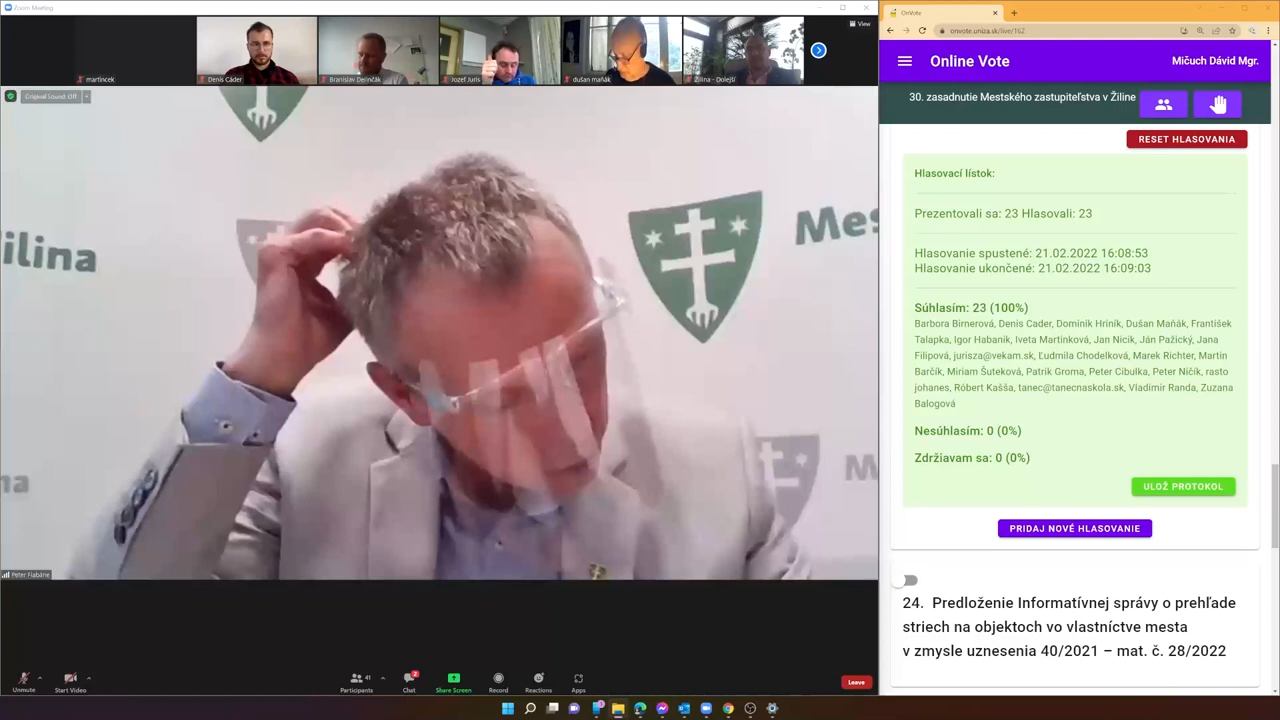 Zoom Meeting
View
martincek
Denis Cáder
Branislav Delinčák
Jozef Juriš
dušan maňák
Žilina - Dolejší
Original Sound: Off
ilina
Mes
na
M
Peter Fiabáne
Unmute
Start Video
Participants
41
Chat
2
Share Screen
Record
Reactions
Apps
Leave
OnVote
onvote.uniza.sk/live/162
Online Vote
Mičuch Dávid Mgr.
30. zasadnutie Mestského zastupiteľstva v Žiline
RESET HLASOVANIA
Hlasovací lístok:
Prezentovali sa: 23 Hlasovali: 23
Hlasovanie spustené: 21.02.2022 16:08:53
Hlasovanie ukončené: 21.02.2022 16:09:03
Súhlasím: 23 (100%)
Barbora Birnerová, Denis Cader, Dominik Hriník, Dušan Maňák, František
Talapka, Igor Habanik, Iveta Martinková, Jan Nicik, Ján Pažický, Jana
Filipová, jurisza@vekam.sk, Ľudmila Chodelková, Marek Richter, Martin
Barčík, Miriam Šuteková, Patrik Groma, Peter Cibulka, Peter Ničík, rasto
johanes, Róbert Kašša, tanec@tanecnaskola.sk, Vladimir Randa, Zuzana
Balogová
Nesúhlasím: 0 (0%)
Zdržiavam sa: 0 (0%)
ULOŽ PROTOKOL
PRIDAJ NOVÉ HLASOVANIE
24. Predloženie Informatívnej správy o prehľade
striech na objektoch vo vlastníctve mesta
v zmysle uznesenia 40/2021 – mat. č. 28/2022